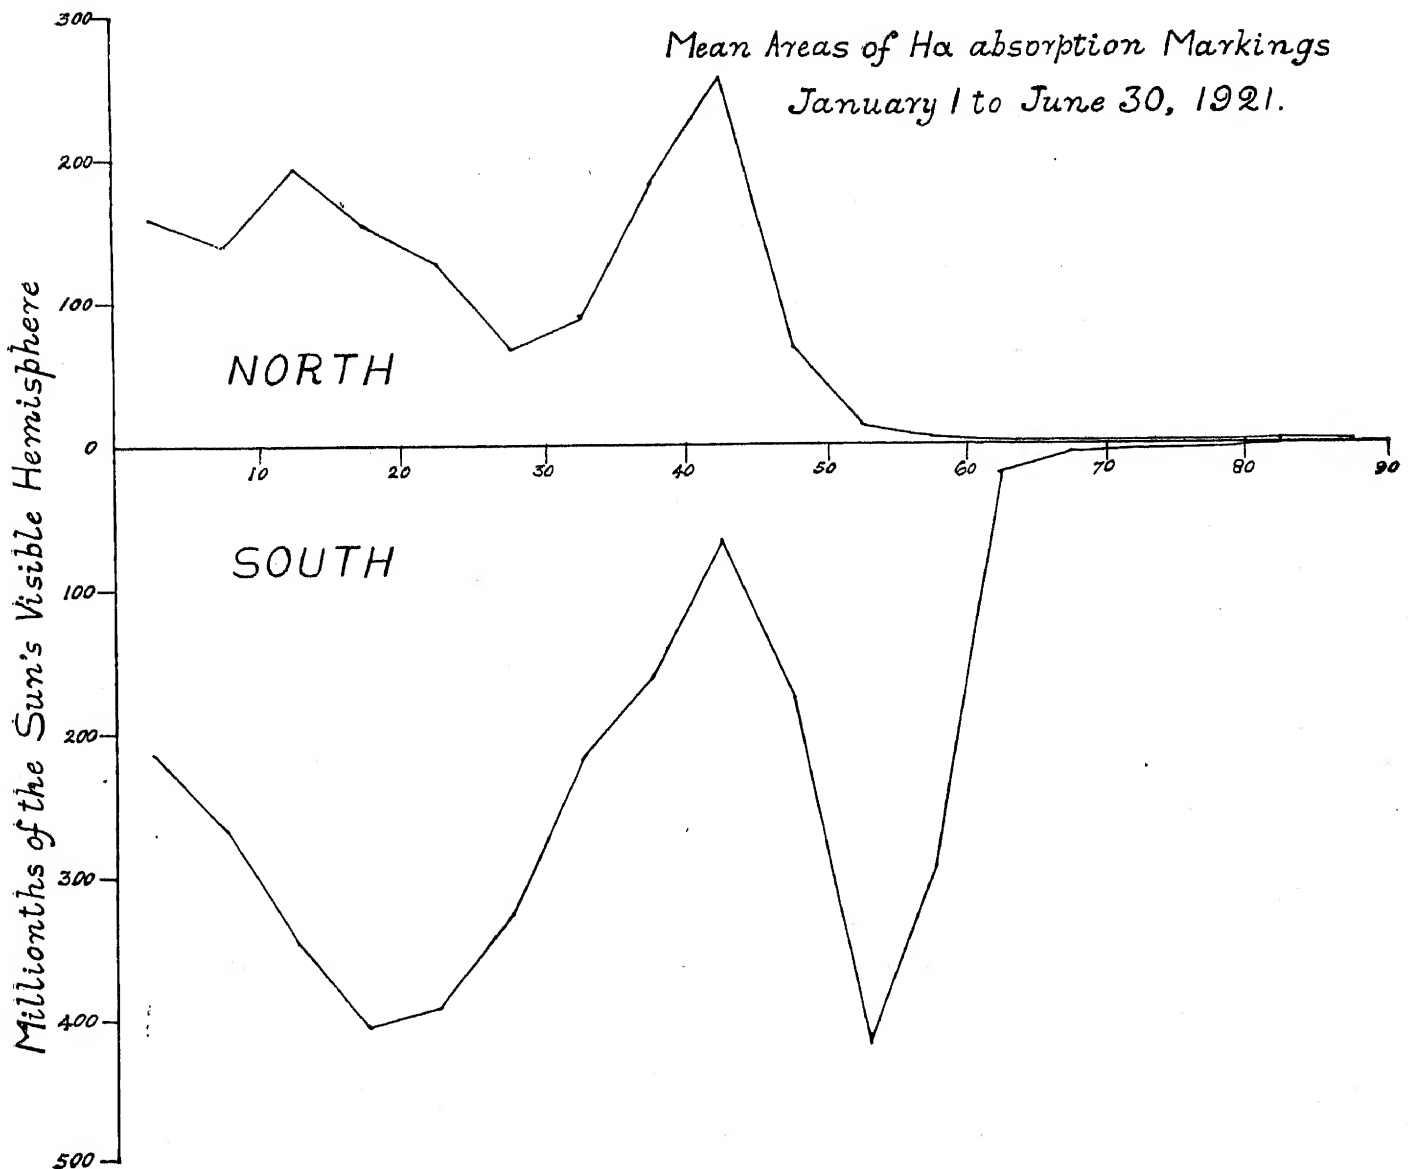 Mean Areas of Hα absorption Markings
January 1 to June 30, 1921.
Millionths of the Sun's Visible Hemisphere
300
200
100
0
100
200
300
400
500
NORTH
10 20 30 40 50 60 70 80 90
SOUTH